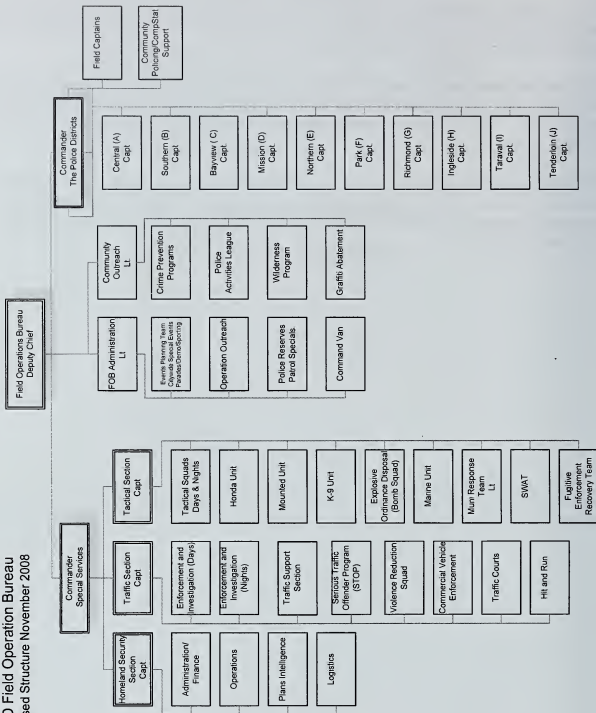 D Field Operation Bureau
sed Structure November 2008
Field Operations Bureau
Deputy Chief
Commander
Special Services
Commander
The Police Districts
Field Captains
Community
Policing/CompStat
Support
Homeland Security
Section
Capt
Administration/
Finance
Operations
Plans Intelligence
Logistics
Traffic Section
Capt
Enforcement and
Investigation (Days)
Enforcement and
Investigation
(Nights)
Traffic Support
Section
Serious Traffic
Offender Program
(STOP)
Violence Reduction
Squad
Commercial Vehicle
Enforcement
Traffic Courts
Hit and Run
Tactical Section
Capt
Tactical Squads
Days & Nights
Honda Unit
Mounted Unit
K-9 Unit
Explosive
Ordinance Disposal
(Bomb Squad)
Marine Unit
Muni Response
Team
Lt
SWAT
Fugitive
Enforcement
Recovery Team
FOB Administration
Lt
Events Planning Team
Citywide Special Events
Parades/Demo/Sporting
Operation Outreach
Police Reserves
Patrol Specials
Command Van
Community
Outreach
Lt
Crime Prevention
Programs
Police
Activities League
Wilderness
Program
Graffiti Abatement
Central (A)
Capt
Southern (B)
Capt
Bayview ( C)
Capt.
Mission (D)
Capt.
Northern (E)
Capt
Park (F)
Capt.
Richmond (G)
Capt.
Ingleside (H)
Capt.
Taraval (I)
Capt
Tenderloin (J)
Capt.